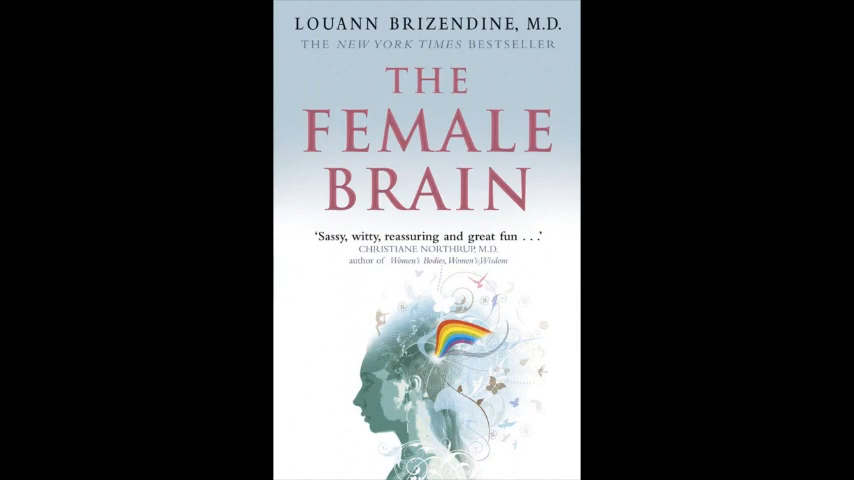 LOUANN BRIZENDINE, M.D.
THE NEW YORK TIMES BESTSELLER
THE
FEMALE
BRAIN
‘Sassy, witty, reassuring and great fun . . .’
CHRISTIANE NORTHRUP, M.D.
author of Women's Bodies, Women's Wisdom